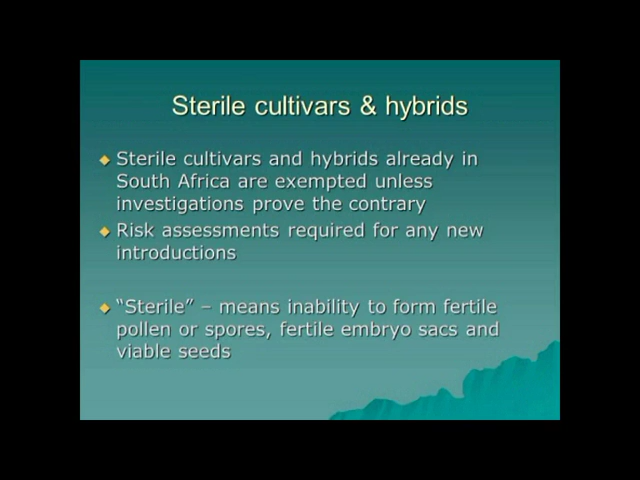 Sterile cultivars & hybrids
Sterile cultivars and hybrids already in
South Africa are exempted unless
investigations prove the contrary
Risk assessments required for any new
introductions
“Sterile” – means inability to form fertile
pollen or spores, fertile embryo sacs and
viable seeds